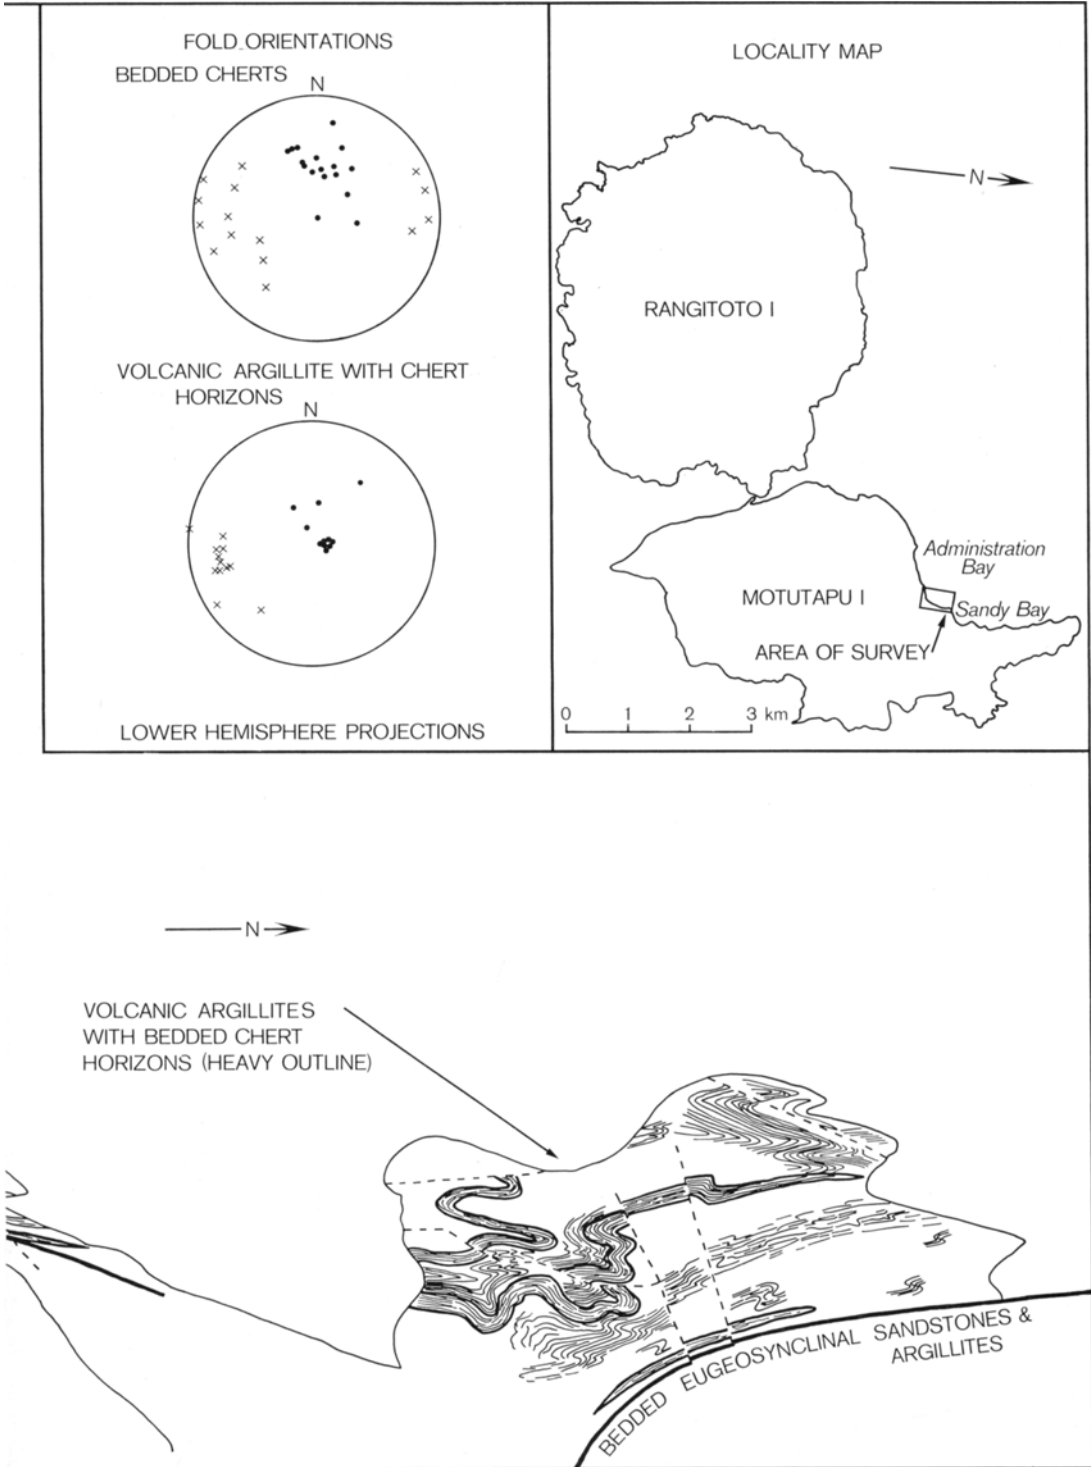 FOLD ORIENTATIONS
BEDDED CHERTS
N
VOLCANIC ARGILLITE WITH CHERT
HORIZONS
N
LOWER HEMISPHERE PROJECTIONS
LOCALITY MAP
N
RANGITOTO I
Administration
Bay
MOTUTAPU I
Sandy Bay
AREA OF SURVEY
0 1 2 3 km
N
VOLCANIC ARGILLITES
WITH BEDDED CHERT
HORIZONS (HEAVY OUTLINE)
BEDDED EUGEOSYNCLINAL SANDSTONES &
ARGILLITES